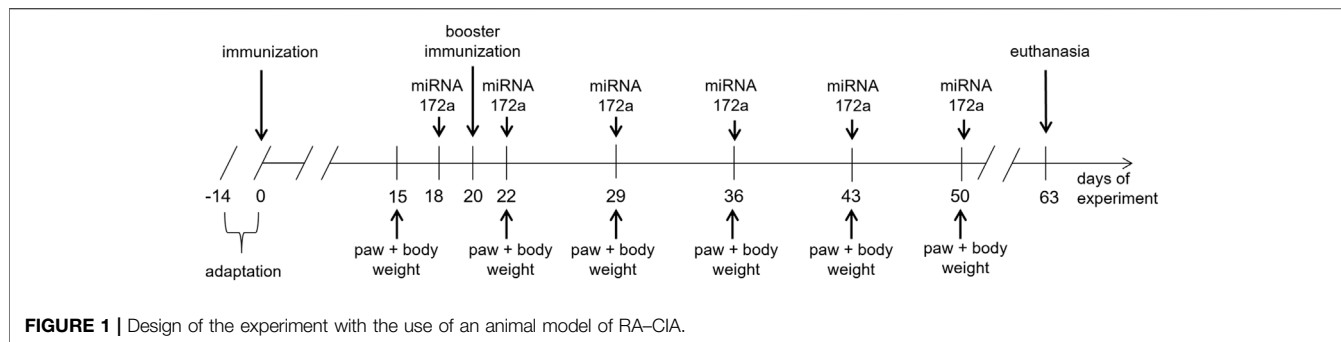 immunization
booster
immunization
euthanasia
miRNA
172a
miRNA
172a
miRNA
172a
miRNA
172a
miRNA
172a
miRNA
172a
-14 0 15 18 20 22 29 36 43 50 63
days of
experiment
adaptation
paw + body
weight
paw + body
weight
paw + body
weight
paw + body
weight
paw + body
weight
paw + body
weight
FIGURE 1 | Design of the experiment with the use of an animal model of RA–CIA.